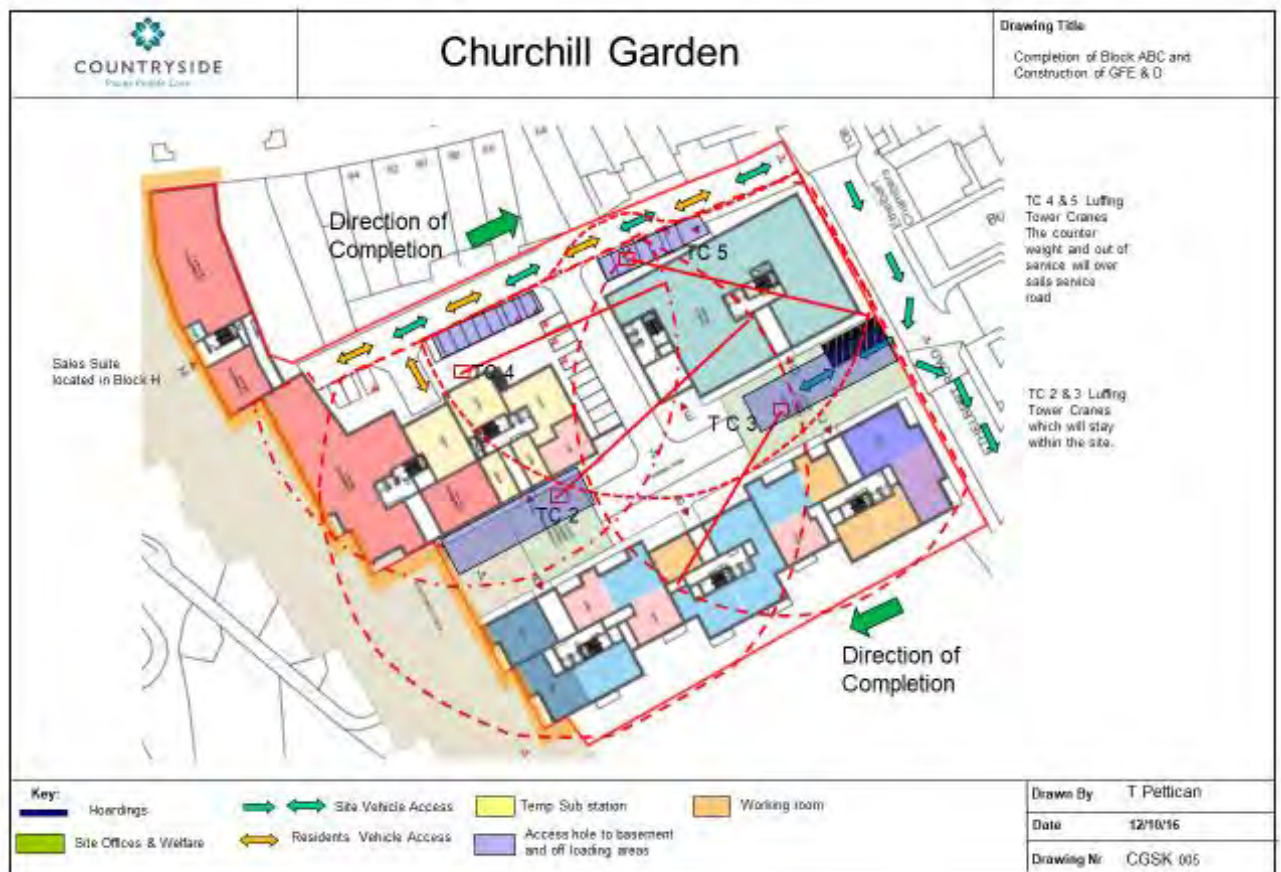 COUNTRYSIDE
Places People Love
Churchill Garden
Drawing Title
Completion of Block ABC and
Construction of GFE & D
Direction of
Completion
TC 5
TC 4
T C 3
TC 2
Sales Suite
located in Block H
TC 4 & 5 Luffing
Tower Cranes
The counter
weight and out of
service will over
sails service
road
TC 2 & 3 Luffing
Tower Cranes
which will stay
within the site.
Direction of
Completion
Key:
Hoardings
Site Vehicle Access
Temp Sub station
Working room
Site Offices & Welfare
Residents Vehicle Access
Access hole to basement
and off loading areas
Drawn By T Pettican
Date 12/10/16
Drawing Nr CGSK 005